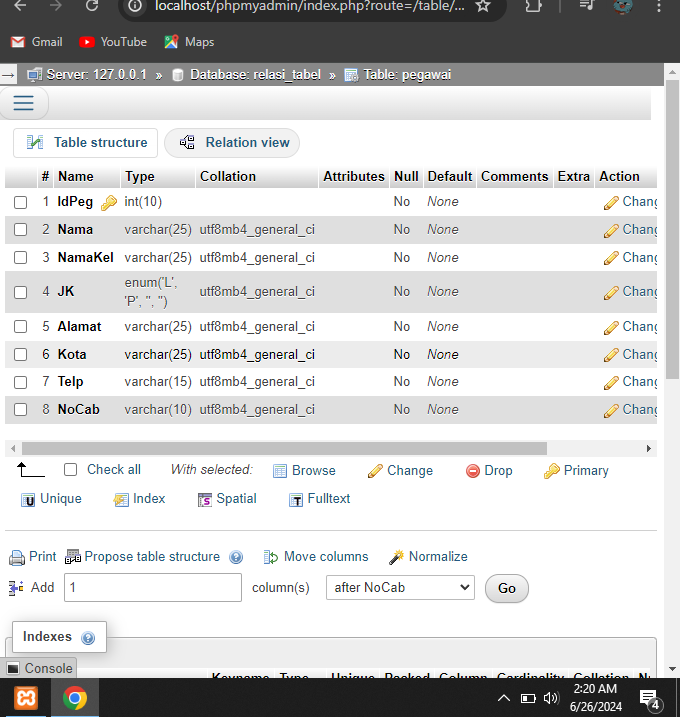 localhost/phpmyadmin/index.php?route=/table/...
Gmail YouTube Maps
Server: 127.0.0.1 » Database: relasi_tabel » Table: pegawai
Table structure Relation view
# Name Type Collation Attributes Null Default Comments Extra Action
1 IdPeg int(10) No None Chang
2 Nama varchar(25) utf8mb4_general_ci No None Chang
3 NamaKel varchar(25) utf8mb4_general_ci No None Chang
4 JK enum('L', 'P', '', '') utf8mb4_general_ci No None Chang
5 Alamat varchar(25) utf8mb4_general_ci No None Chang
6 Kota varchar(25) utf8mb4_general_ci No None Chang
7 Telp varchar(15) utf8mb4_general_ci No None Chang
8 NoCab varchar(10) utf8mb4_general_ci No None Chang
Check all With selected: Browse Change Drop Primary
Unique Index Spatial Fulltext
Print Propose table structure Move columns Normalize
Add 1 column(s) after NoCab Go
Indexes
Console
Keyname Type Unique Packed Column Cardinality Collation
2:20 AM
6/26/2024
4